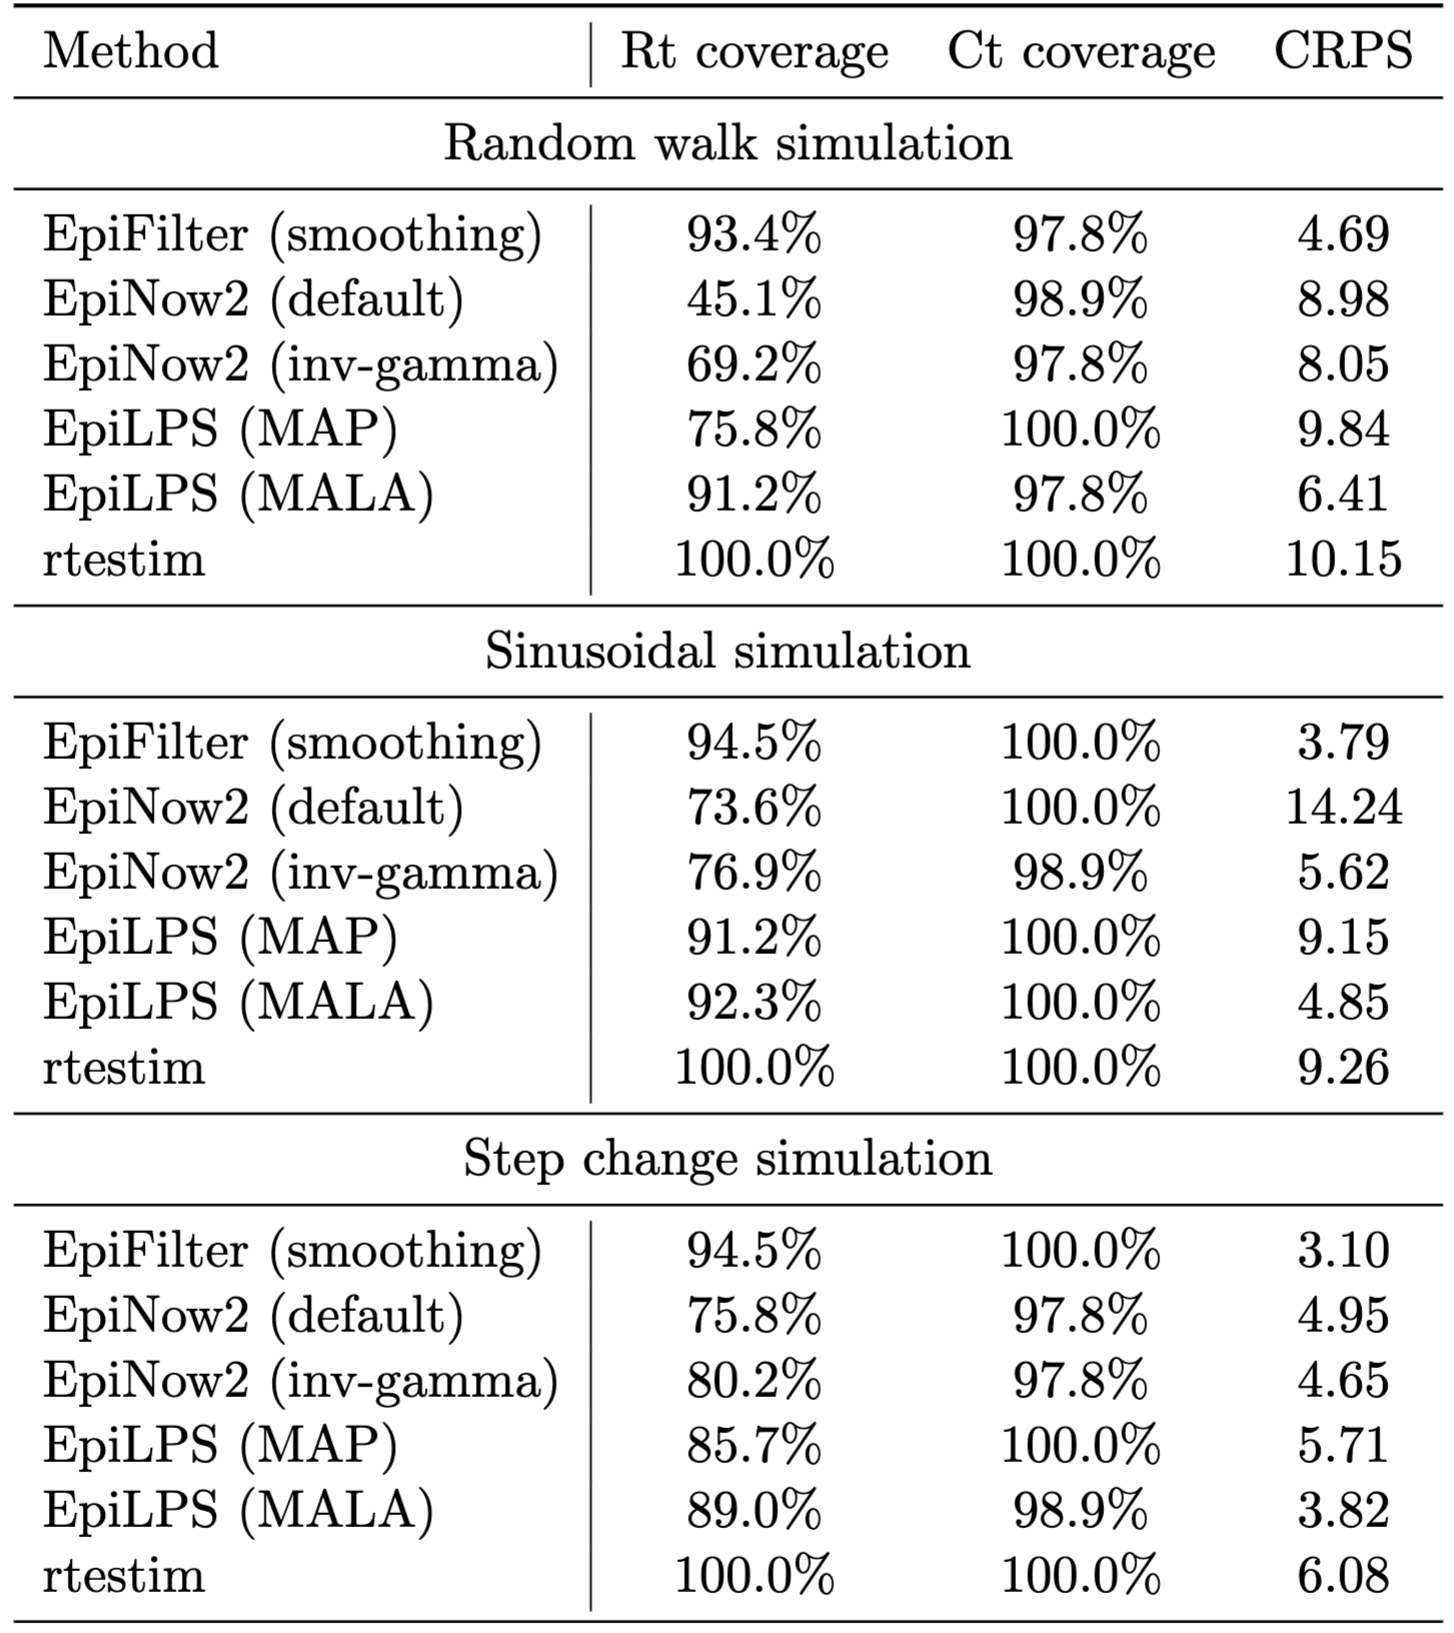 Method Rt coverage Ct coverage CRPS
Random walk simulation
EpiFilter (smoothing) 93.4% 97.8% 4.69
EpiNow2 (default) 45.1% 98.9% 8.98
EpiNow2 (inv-gamma) 69.2% 97.8% 8.05
EpiLPS (MAP) 75.8% 100.0% 9.84
EpiLPS (MALA) 91.2% 97.8% 6.41
rtestim 100.0% 100.0% 10.15
Sinusoidal simulation
EpiFilter (smoothing) 94.5% 100.0% 3.79
EpiNow2 (default) 73.6% 100.0% 14.24
EpiNow2 (inv-gamma) 76.9% 98.9% 5.62
EpiLPS (MAP) 91.2% 100.0% 9.15
EpiLPS (MALA) 92.3% 100.0% 4.85
rtestim 100.0% 100.0% 9.26
Step change simulation
EpiFilter (smoothing) 94.5% 100.0% 3.10
EpiNow2 (default) 75.8% 97.8% 4.95
EpiNow2 (inv-gamma) 80.2% 97.8% 4.65
EpiLPS (MAP) 85.7% 100.0% 5.71
EpiLPS (MALA) 89.0% 98.9% 3.82
rtestim 100.0% 100.0% 6.08